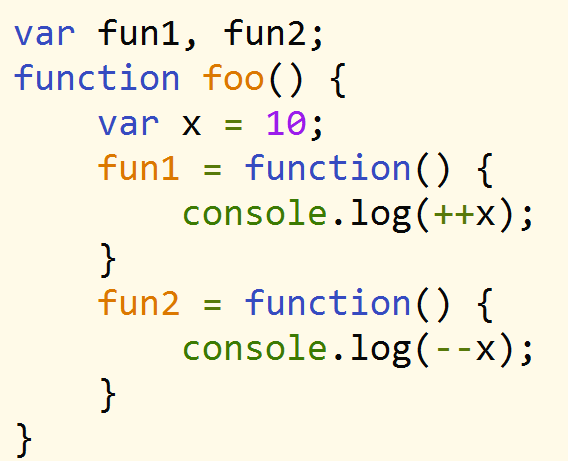 var fun1, fun2;
function foo() {
    var x = 10;
    fun1 = function() {
        console.log(++x);
    }
    fun2 = function() {
        console.log(--x);
    }
}